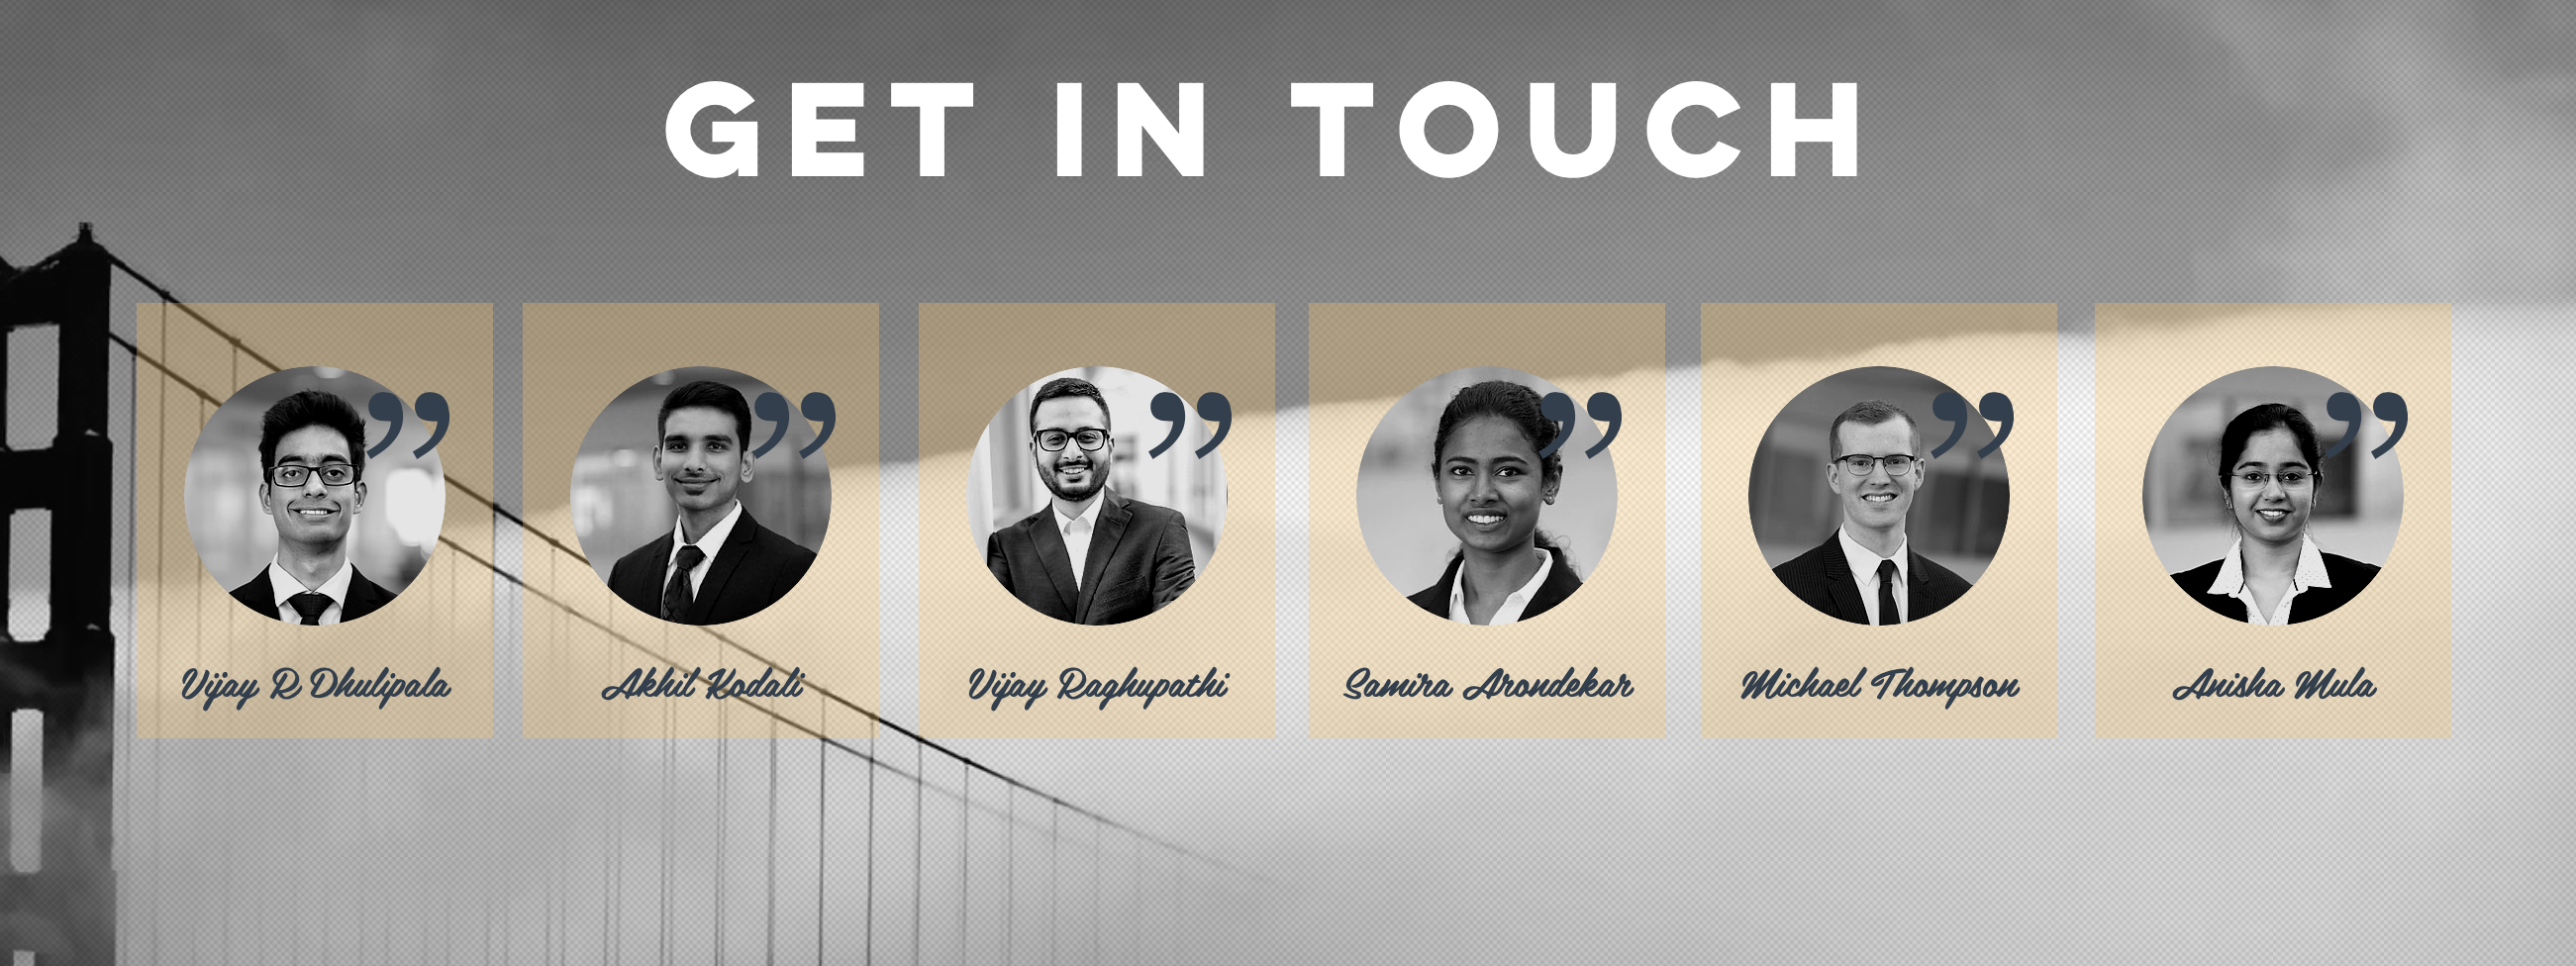 GET IN TOUCH
”
”
”
”
”
”
Vijay R Dhulipala
Akhil Kodali
Vijay Raghupathi
Samira Arondekar
Michael Thompson
Anisha Mula